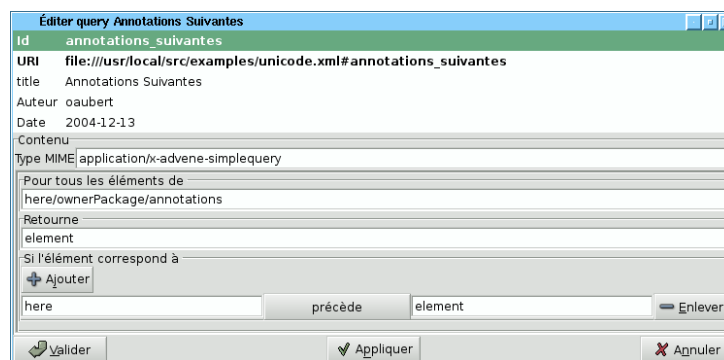 Éditer query Annotations Suivantes
Id annotations_suivantes
URI file:///usr/local/src/examples/unicode.xml#annotations_suivantes
title Annotations Suivantes
Auteur oaubert
Date 2004-12-13
Contenu
Type MIME application/x-advene-simplequery
Pour tous les éléments de
here/ownerPackage/annotations
Retourne
element
Si l'élément correspond à
Ajouter
here précède element Enlever
Valider Appliquer Annuler